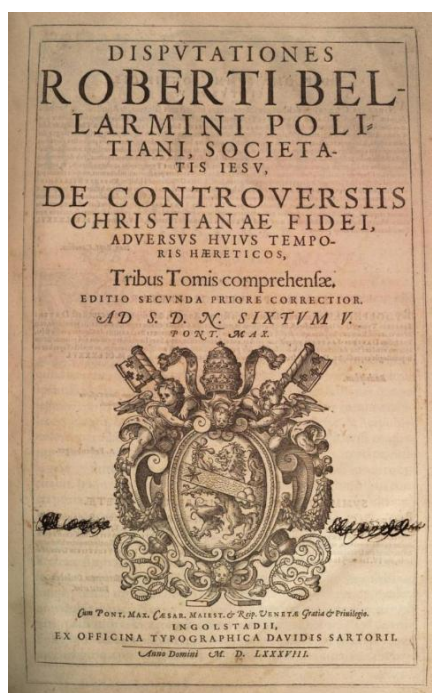 DISPVTATIONES
ROBERTI BEL-
LARMINI POLI-
TIANI, SOCIETA-
TIS IESV,
DE CONTROVERSIIS
CHRISTIANAE FIDEI,
ADVERSVS HVIVS TEMPO-
RIS HÆRETICOS,
Tribus Tomis comprehensæ.
EDITIO SECVNDA PRIORE CORRECTIOR.
AD S. D. N. SIXTVM V.
PONT. MAX.
Cum PONT. MAX. CÆSAR. MAIEST. & Reip. VENETÆ Gratia & Priuilegio.
INGOLSTADII,
EX OFFICINA TYPOGRAPHICA DAVIDIS SARTORII.
Anno Domini M. D. LXXXVIII.